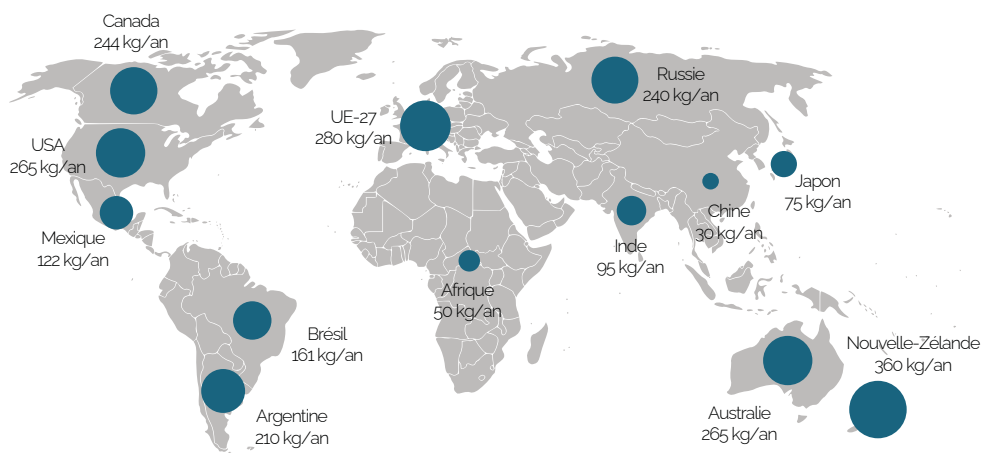 Canada
244 kg/an
Russie
240 kg/an
UE-27
280 kg/an
USA
265 kg/an
Japon
75 kg/an
Chine
30 kg/an
Mexique
122 kg/an
Inde
95 kg/an
Afrique
50 kg/an
Brésil
161 kg/an
Nouvelle-Zélande
360 kg/an
Argentine
210 kg/an
Australie
265 kg/an